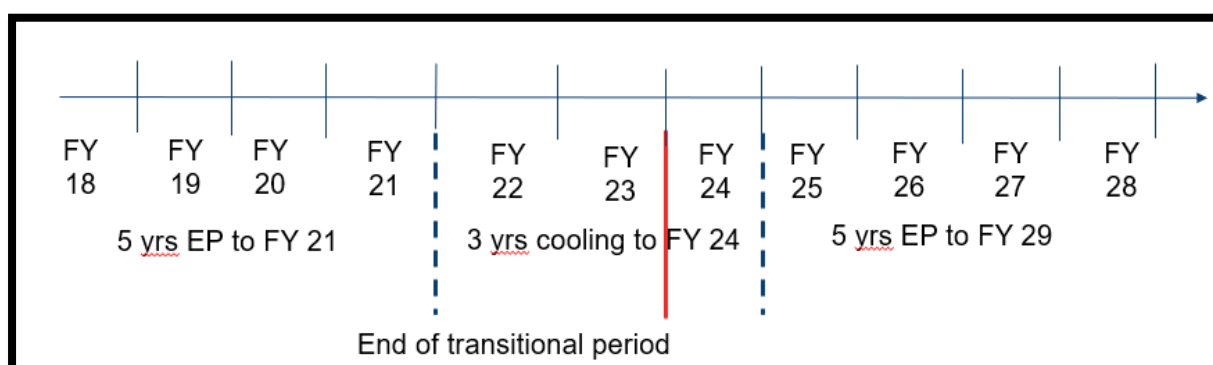 FY 18 FY 19 FY 20 FY 21 FY 22 FY 23 FY 24 FY 25 FY 26 FY 27 FY 28
5 yrs EP to FY 21 3 yrs cooling to FY 24 5 yrs EP to FY 29
End of transitional period